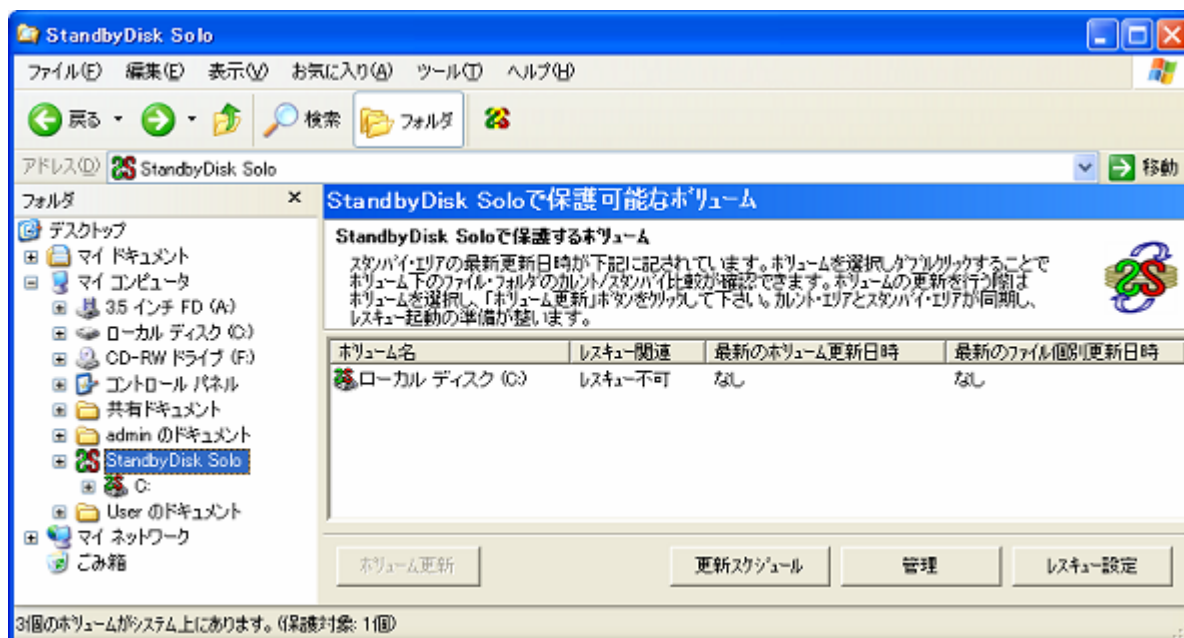 StandbyDisk Solo
ファイル(F) 編集(E) 表示(V) お気に入り(A) ツール(T) ヘルプ(H)
戻る 検索 フォルダ
アドレス(D) StandbyDisk Solo 移動
フォルダ ×
デスクトップ
マイ ドキュメント
マイ コンピュータ
3.5 インチ FD (A:)
ローカル ディスク (C:)
CD-RW ドライブ (F:)
コントロール パネル
共有ドキュメント
admin のドキュメント
StandbyDisk Solo
C:
User のドキュメント
マイ ネットワーク
ごみ箱
StandbyDisk Soloで保護可能なボリューム
StandbyDisk Soloで保護するボリューム
スタンバイ・エリアの最新更新日時が下記に記されています。ボリュームを選択しダブルクリックすることで
ボリューム下のファイル・フォルダのカレント/スタンバイ比較が確認できます。ボリュームの更新を行う際は
ボリュームを選択し、「ボリューム更新」ボタンをクリックして下さい。カレント・エリアとスタンバイ・エリアが同期し、
レスキュー起動の準備が整います。
ボリューム名 レスキュー関連 最新のボリューム更新日時 最新のファイル個別更新日時
ローカル ディスク (C:) レスキュー不可 なし なし
ボリューム更新 更新スケジュール 管理 レスキュー設定
3個のボリュームがシステム上にあります。(保護対象: 1個)